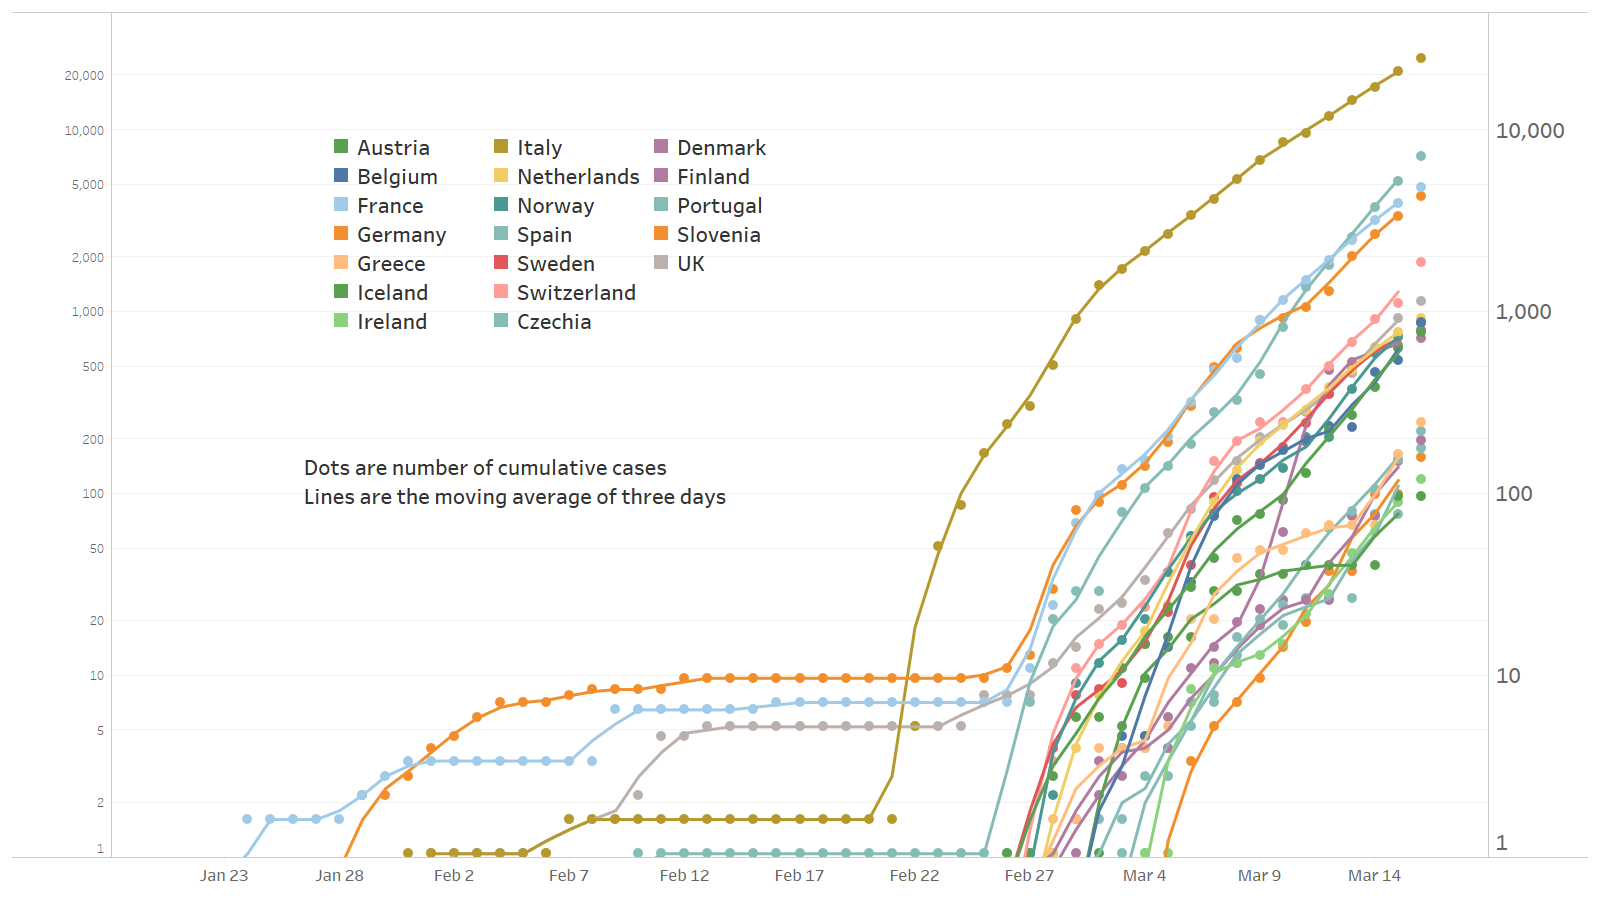 20,000
10,000
5,000
2,000
1,000
500
200
100
50
20
10
5
2
1
Austria
Belgium
France
Germany
Greece
Iceland
Ireland
Italy
Netherlands
Norway
Spain
Sweden
Switzerland
Czechia
Denmark
Finland
Portugal
Slovenia
UK
Dots are number of cumulative cases
Lines are the moving average of three days
10,000
1,000
100
10
1
Jan 23 Jan 28 Feb 2 Feb 7 Feb 12 Feb 17 Feb 22 Feb 27 Mar 4 Mar 9 Mar 14